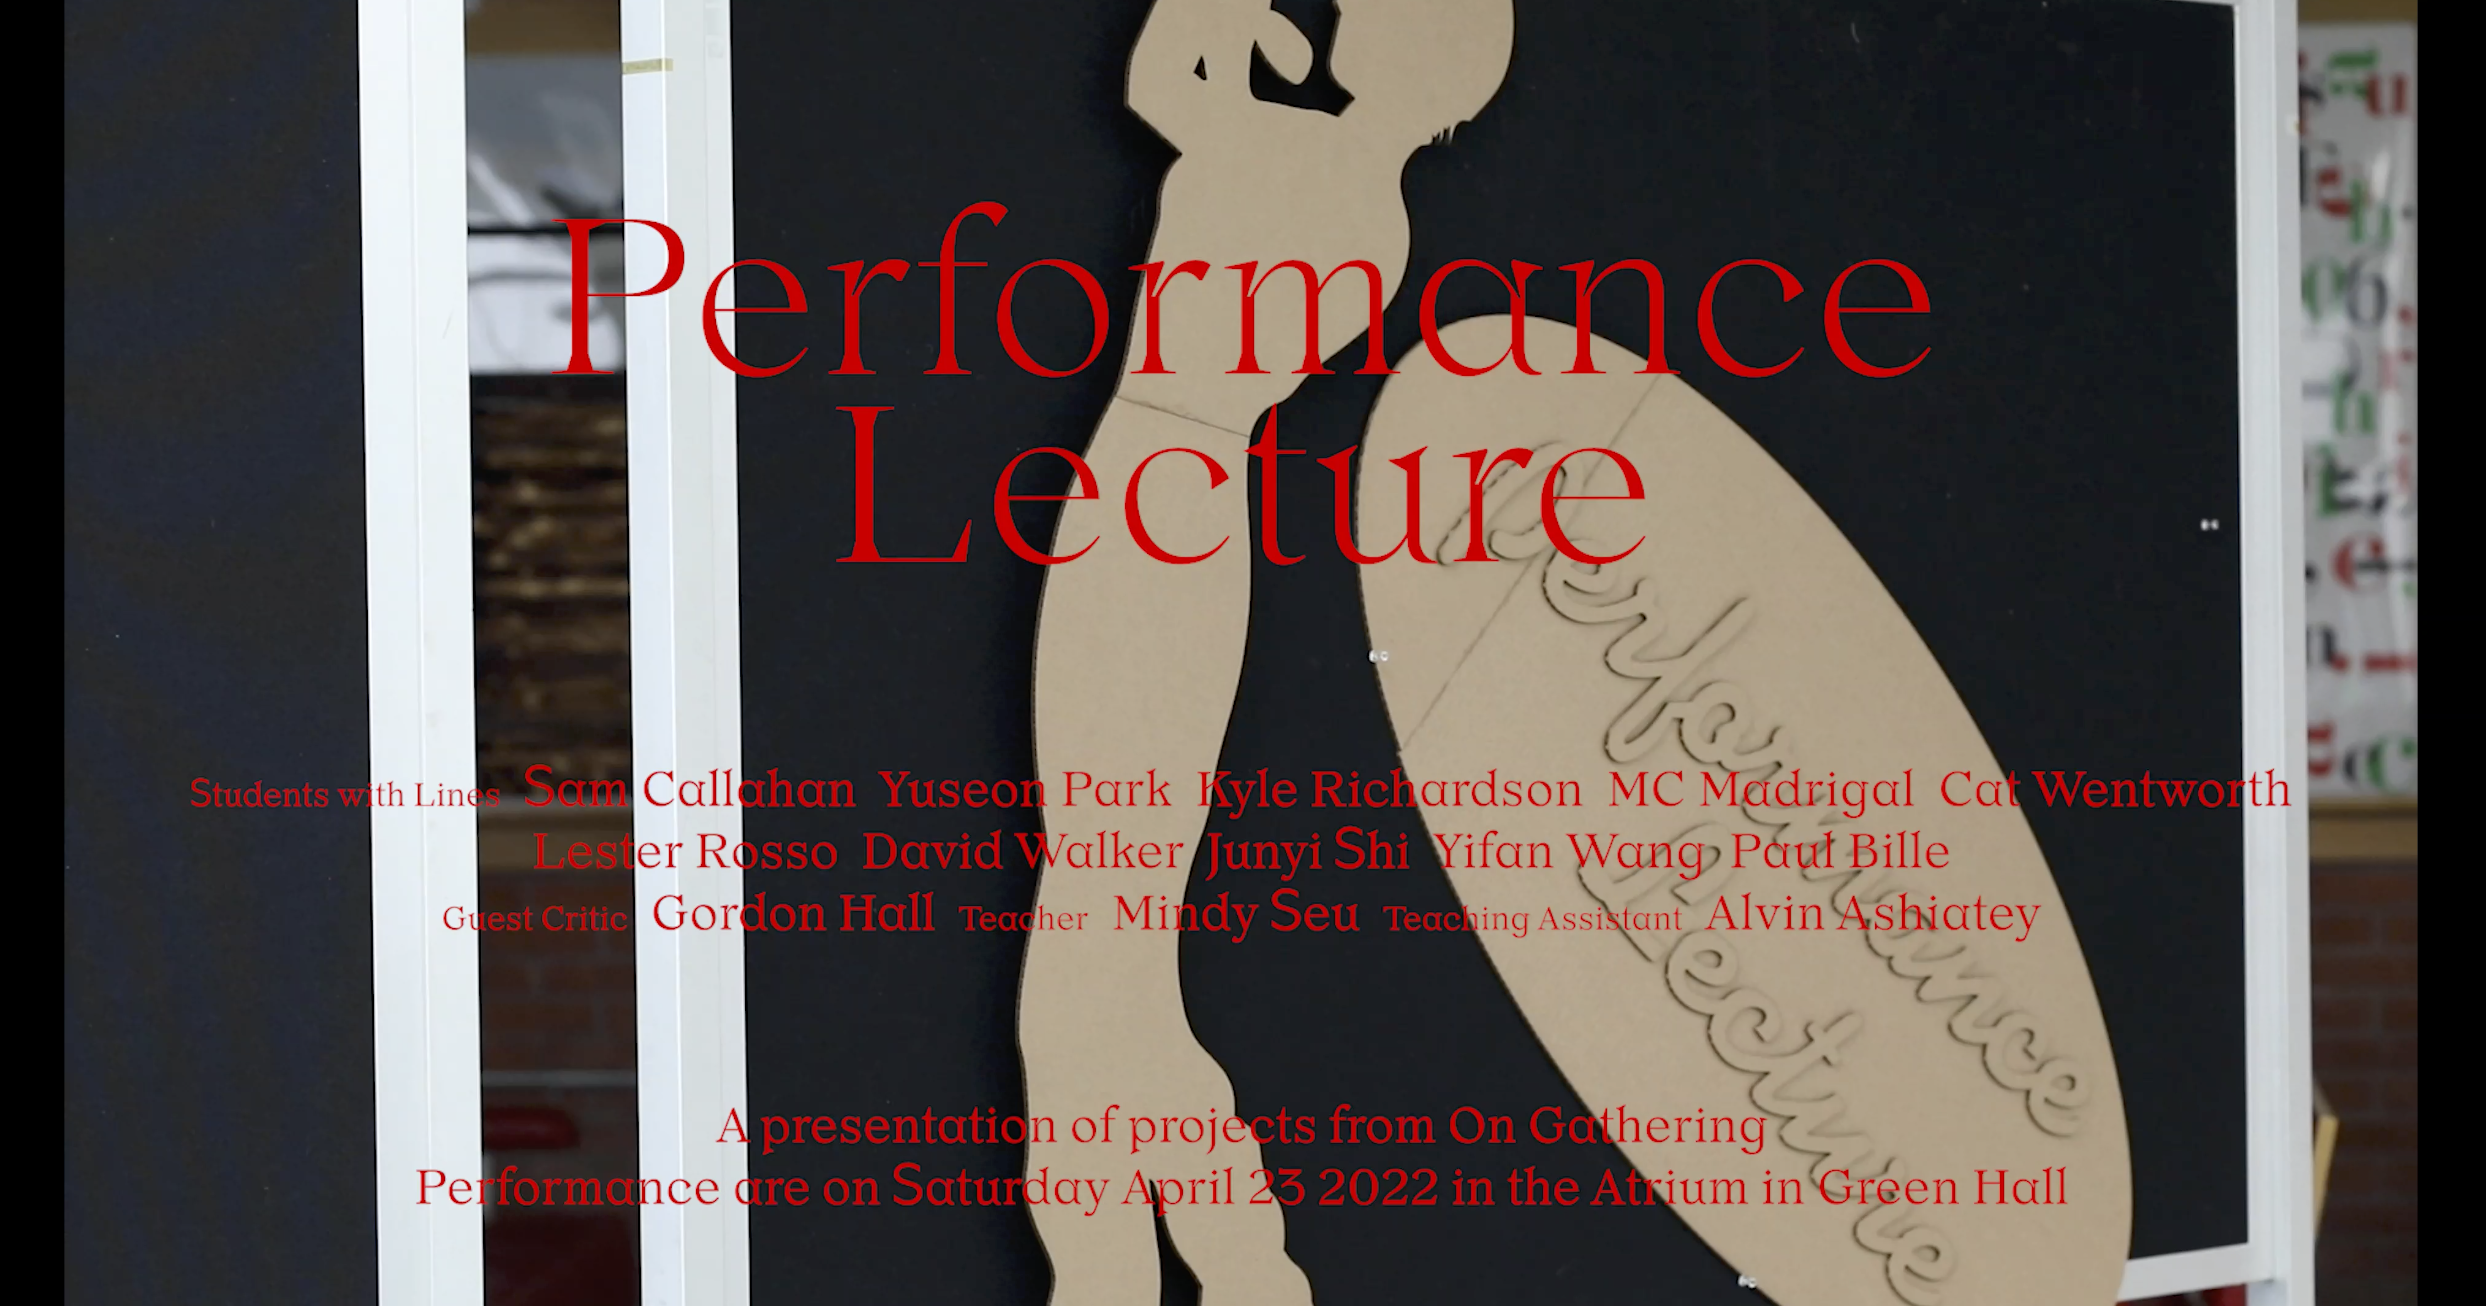 Performance
Lecture
Students with Lines Sam Callahan Yuseon Park Kyle Richardson MC Madrigal Cat Wentworth
Lester Rosso David Walker Junyi Shi Yifan Wang Paul Bille
Guest Critic Gordon Hall Teacher Mindy Seu Teaching Assistant Alvin Ashiatey
A presentation of projects from On Gathering
Performance are on Saturday April 23 2022 in the Atrium in Green Hall
Performance
Lecture